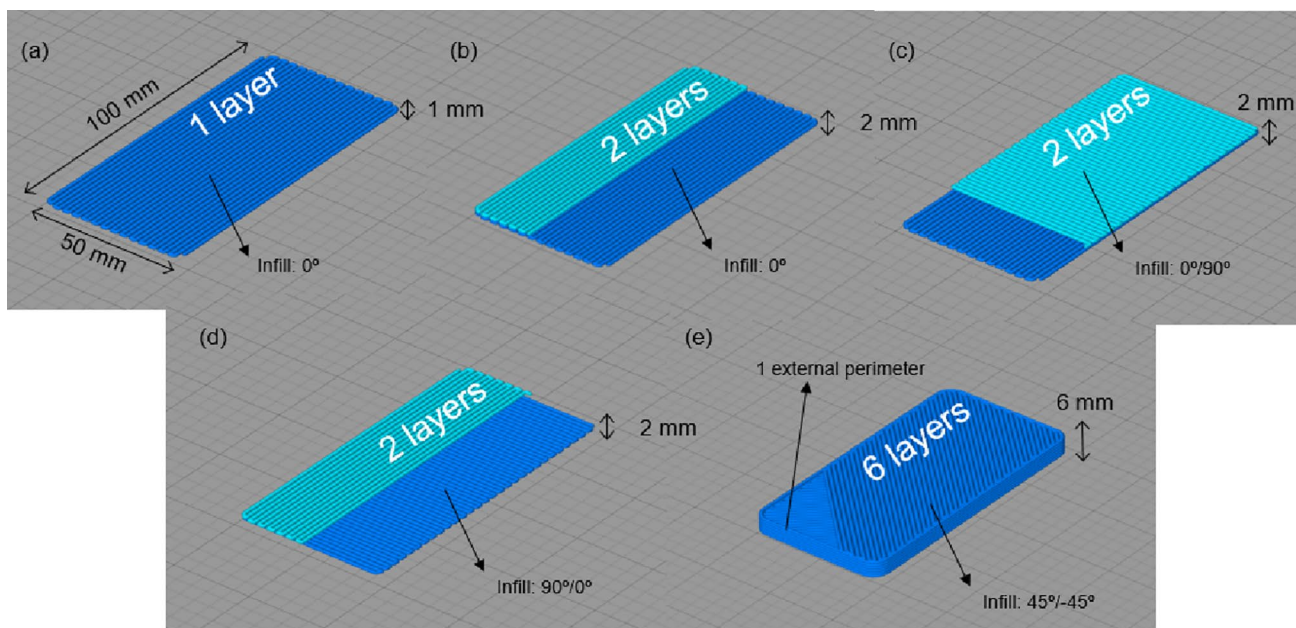 (a)
100 mm
1 layer
1 mm
50 mm
Infill: 0º
(b)
2 layers
2 mm
Infill: 0º
(c)
2 layers
2 mm
Infill: 0º/90º
(d)
2 layers
2 mm
Infill: 90º/0º
(e)
1 external perimeter
6 layers
6 mm
Infill: 45º/-45º